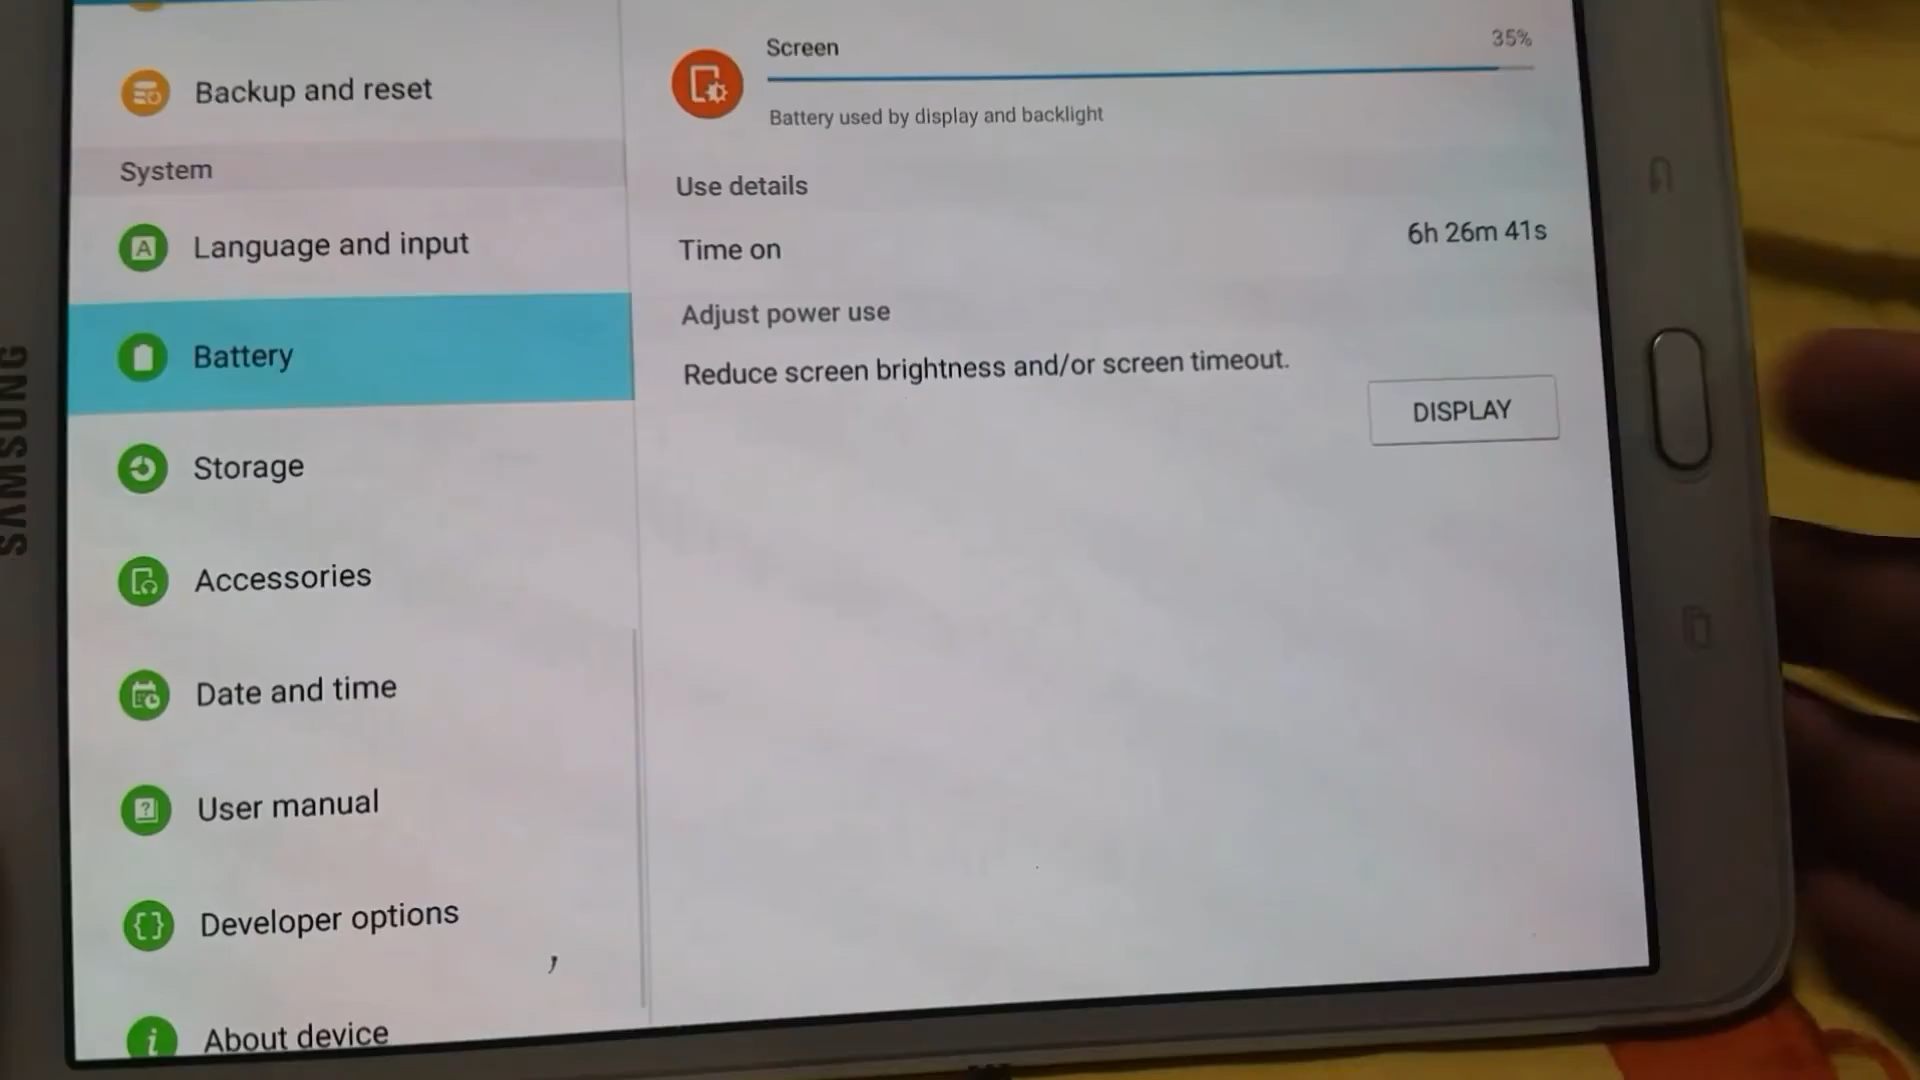 SAMSUNG
Backup and reset
System
Language and input
Battery
Storage
Accessories
Date and time
User manual
Developer options
About device
Screen
35%
Battery used by display and backlight
Use details
Time on
6h 26m 41s
Adjust power use
Reduce screen brightness and/or screen timeout.
DISPLAY